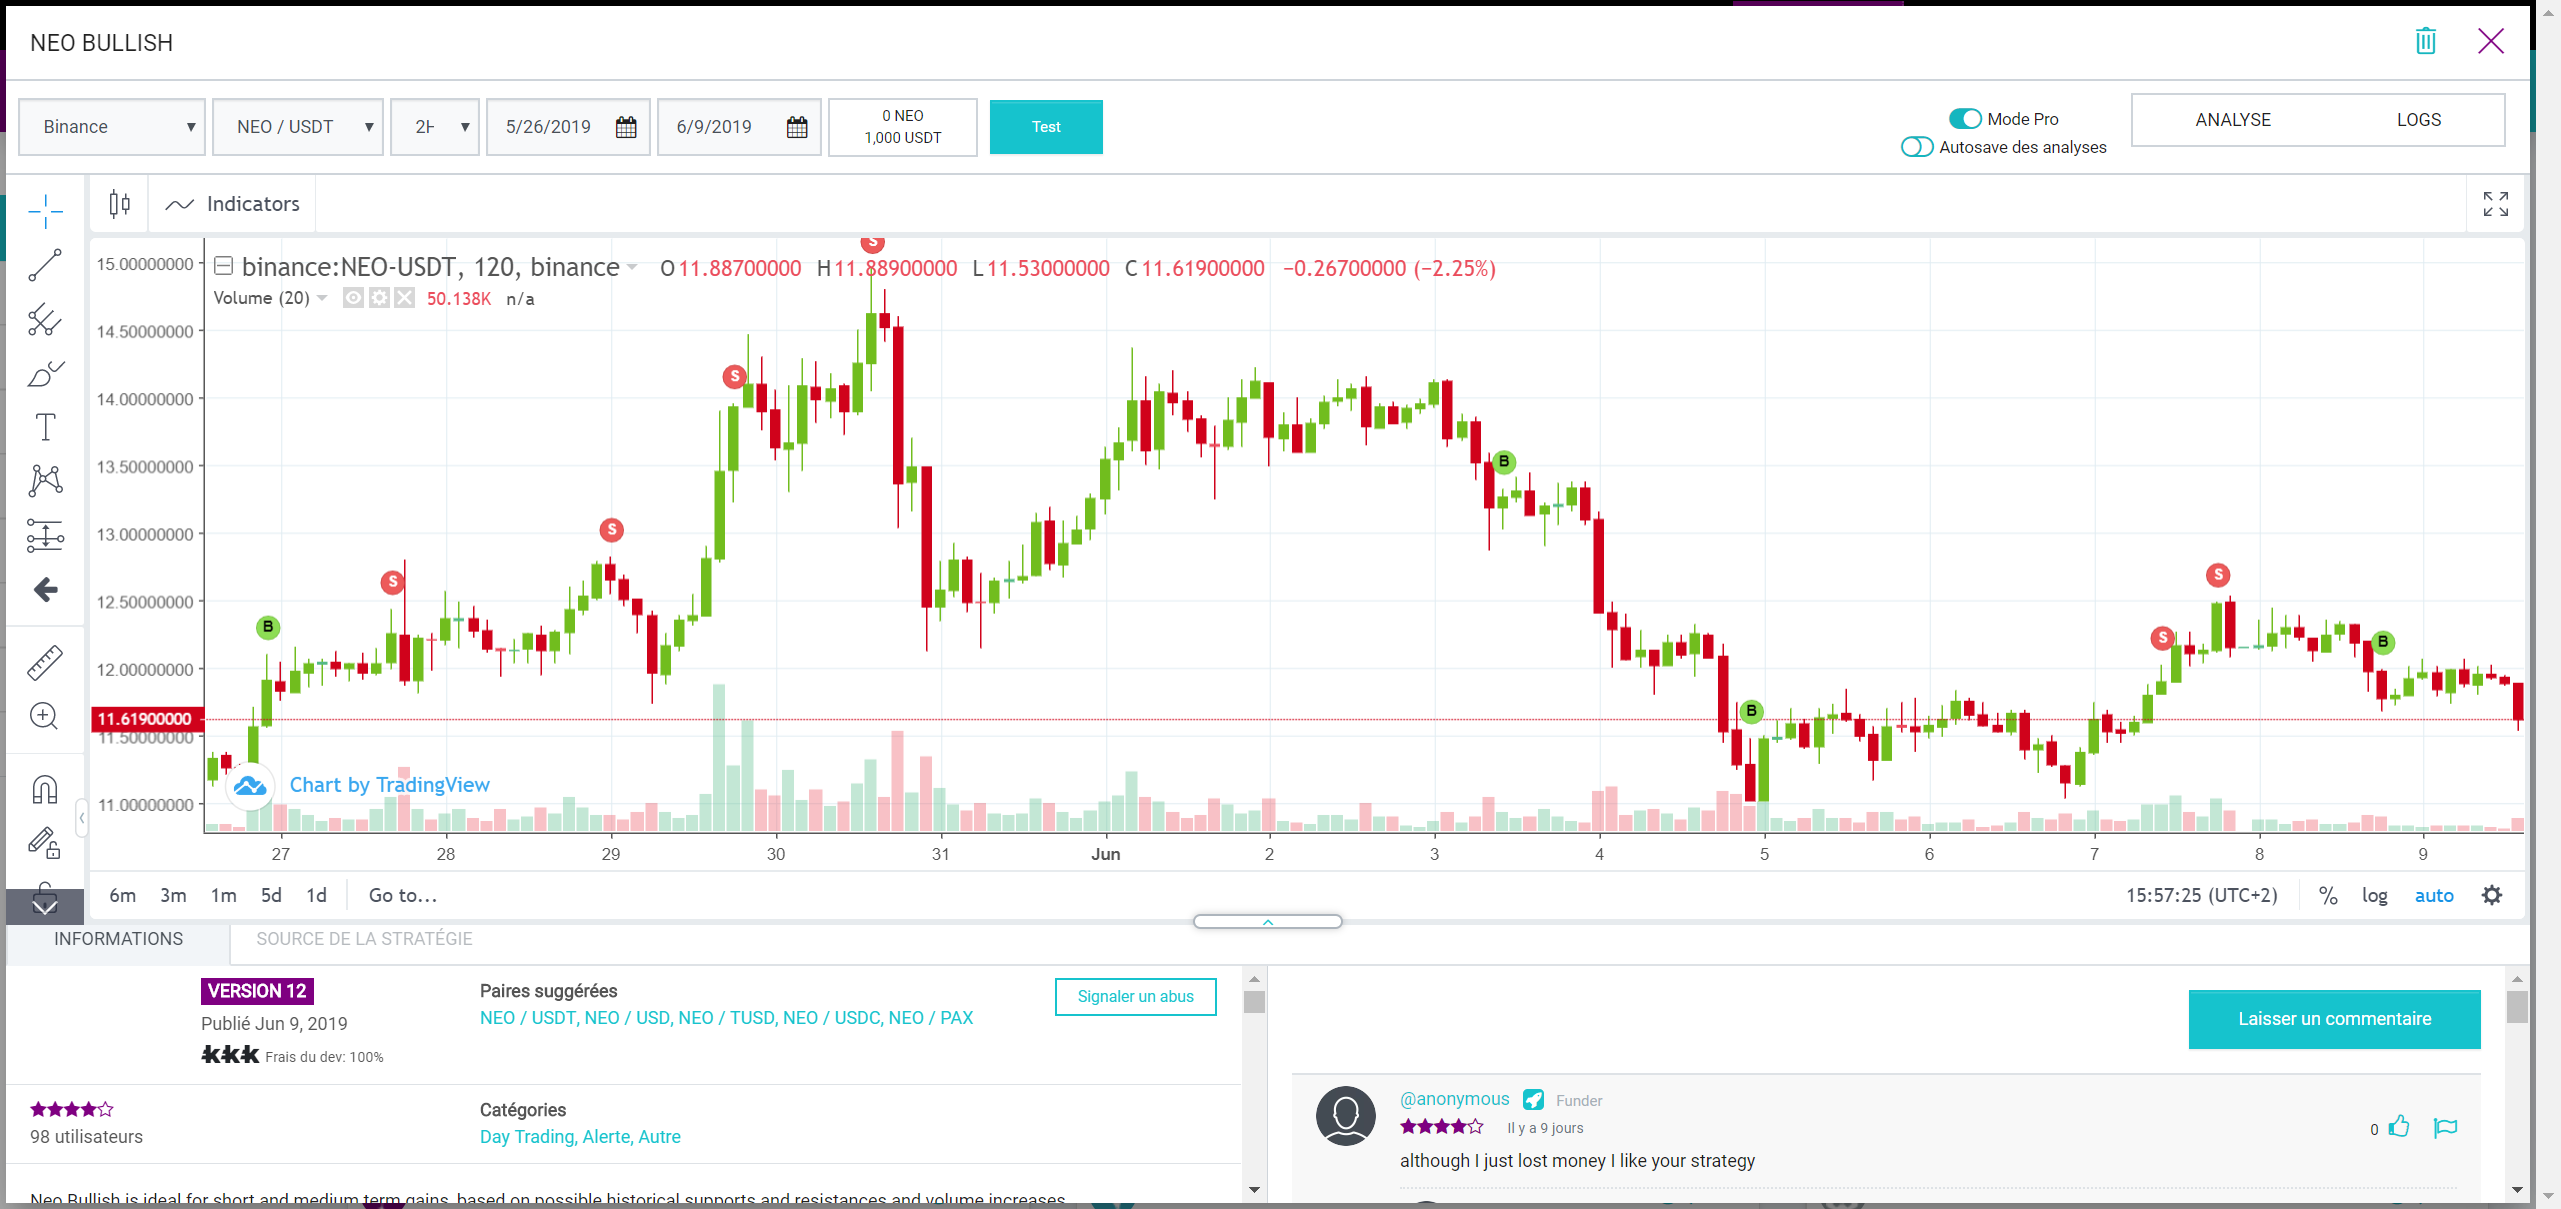 NEO BULLISH
Binance
NEO / USDT
2H
5/26/2019
6/9/2019
0 NEO
1,000 USDT
Test
Mode Pro
Autosave des analyses
ANALYSE
LOGS
Indicators
binance:NEO-USDT, 120, binance O 11.88700000 H 11.88900000 L 11.53000000 C 11.61900000 −0.26700000 (−2.25%)
Volume (20) 50.138K n/a
15.00000000
14.50000000
14.00000000
13.50000000
13.00000000
12.50000000
12.00000000
11.61900000
11.50000000
11.00000000
S
S
S
S
B
B
B
S
S
B
Chart by TradingView
27 28 29 30 31 Jun 2 3 4 5 6 7 8 9
6m 3m 1m 5d 1d Go to...
15:57:25 (UTC+2) % log auto
INFORMATIONS
SOURCE DE LA STRATÉGIE
VERSION 12
Publié Jun 9, 2019
Frais du dev: 100%
Paires suggérées
NEO / USDT, NEO / USD, NEO / TUSD, NEO / USDC, NEO / PAX
Signaler un abus
98 utilisateurs
Catégories
Day Trading, Alerte, Autre
Neo Bullish is ideal for short and medium term gains, based on possible historical supports and resistances and volume increases
Laisser un commentaire
@anonymous Funder
Il y a 9 jours
0
although I just lost money I like your strategy